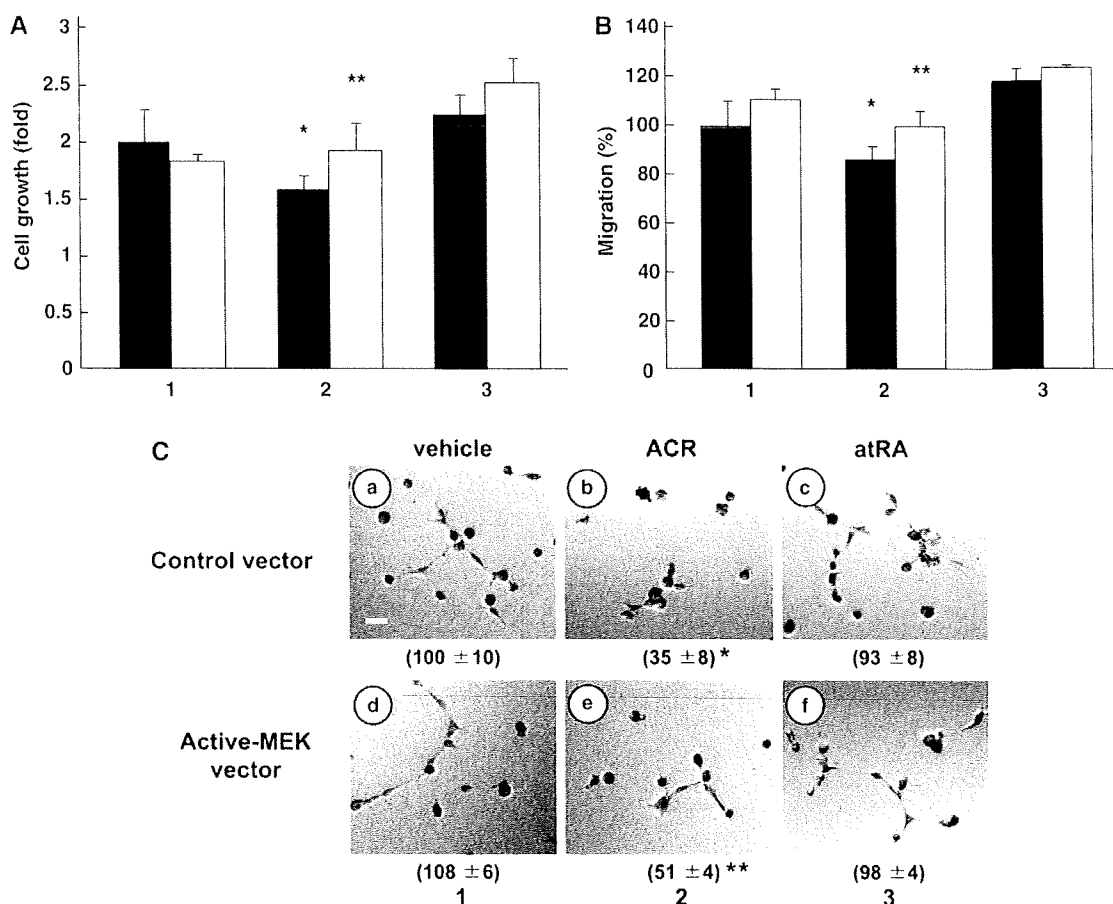 A
Cell growth (fold)
3
2.5
2
1.5
1
0.5
0
*
**
1
2
3
B
Migration (%)
140
120
100
80
60
40
20
0
*
**
1
2
3
C
vehicle
ACR
atRA
Control vector
a
b
c
(100 ±10)
(35 ±8) *
(93 ±8)
Active-MEK
vector
d
e
f
(108 ±6)
(51 ±4) **
(98 ±4)
1
2
3